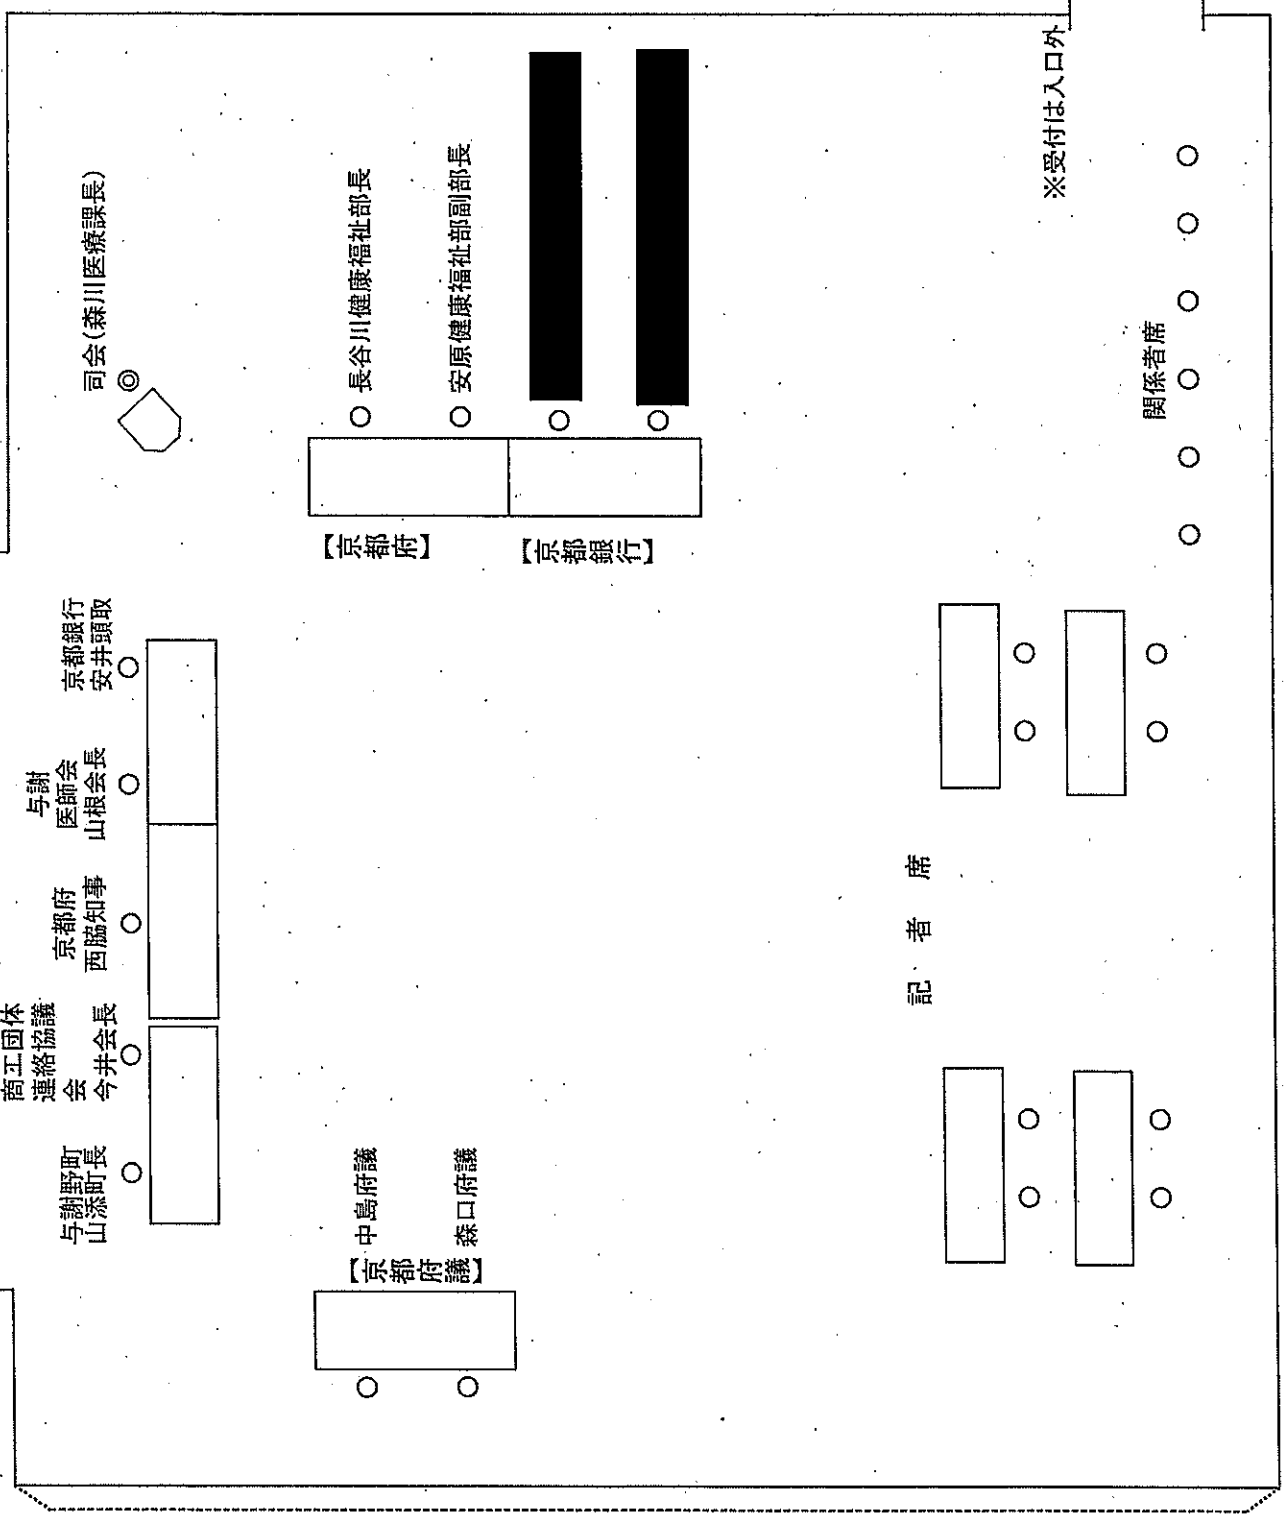 司会(森川医療課長)
京都銀行
安井頭取
与謝
医師会
山根会長
京都府
西脇知事
商工団体
連絡協議
会
今井会長
与謝野町
山添町長
長谷川健康福祉部長
安原健康福祉部副部長
【京都府】
【京都銀行】
中島府議
森口府議
【京都府議】
※受付は入口外
関係者席
記者席